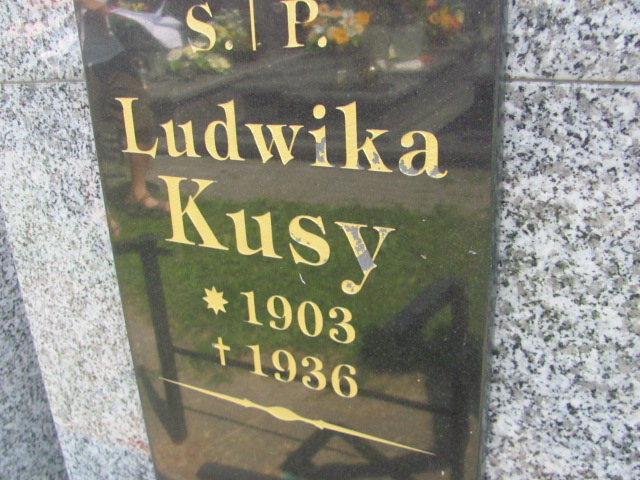 S. P.
Ludwika
Kusy
* 1903
† 1936